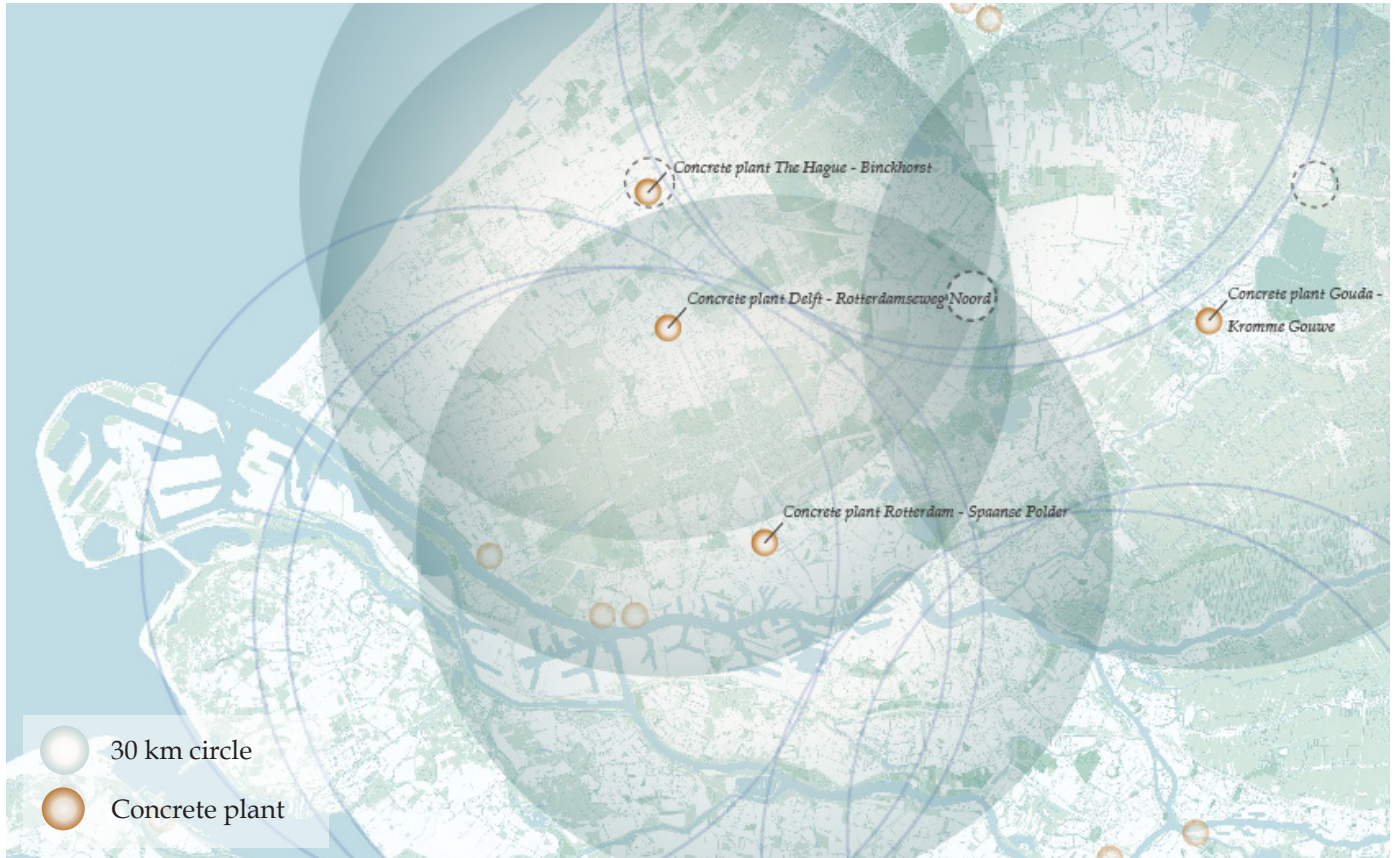 Concrete plant The Hague - Binckhorst
Concrete plant Delft - Rotterdamseweg Noord
Concrete plant Gouda -
Kromme Gouwe
Concrete plant Rotterdam - Spaanse Polder
30 km circle
Concrete plant